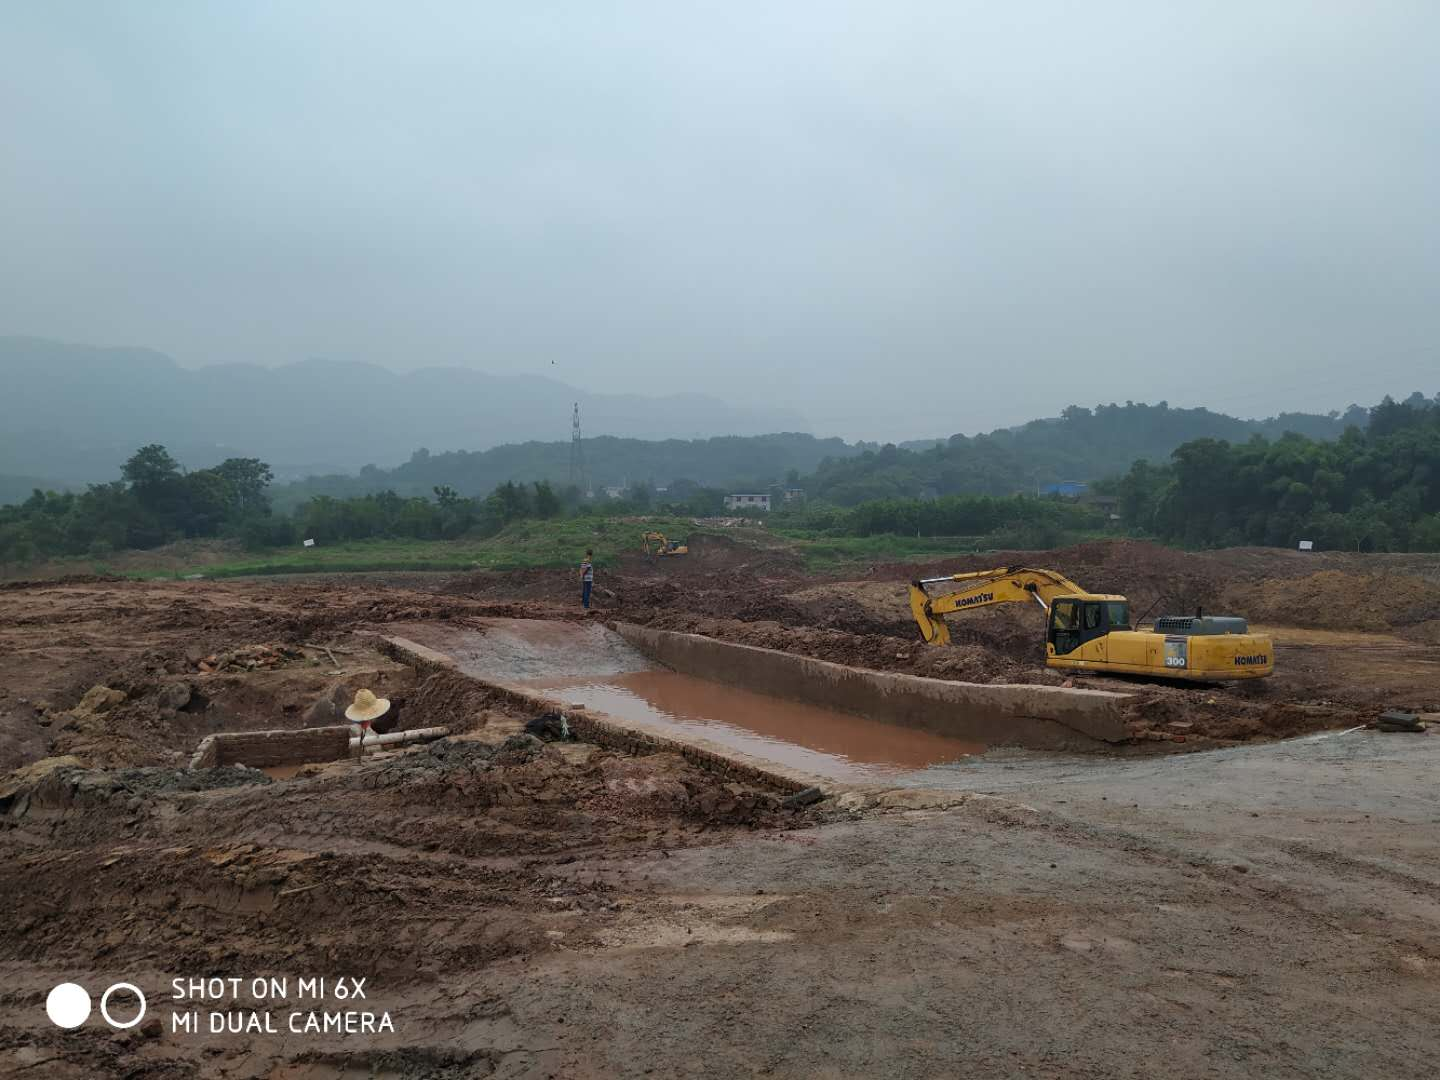 KOMATSU
300
KOMATSU
SHOT ON MI 6X
MI DUAL CAMERA